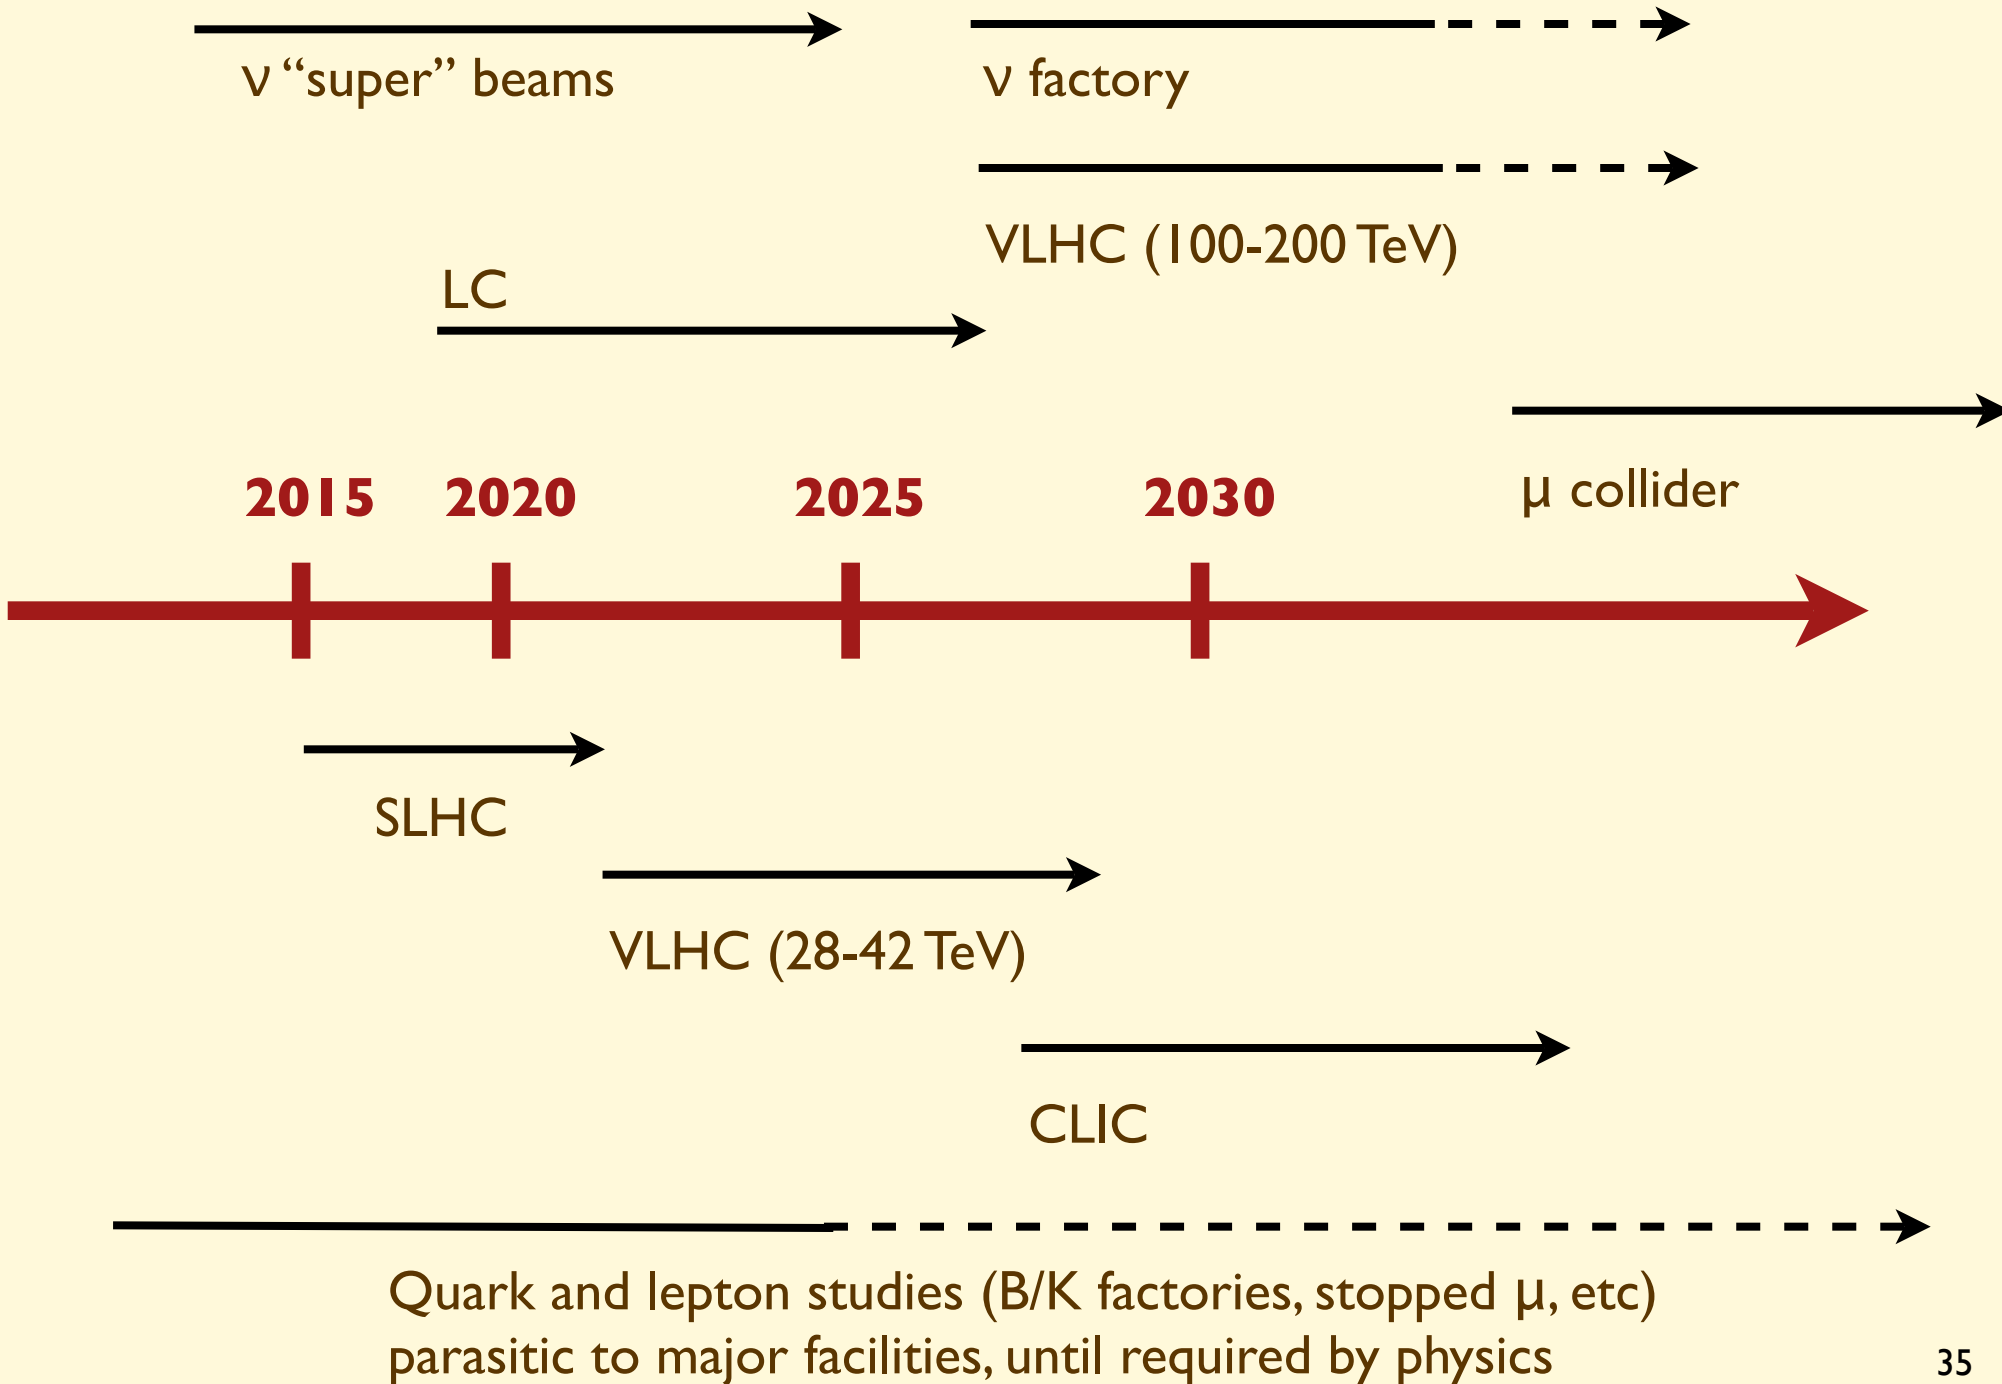 ν “super” beams
ν factory
VLHC (100-200 TeV)
LC
μ collider
2015
2020
2025
2030
SLHC
VLHC (28-42 TeV)
CLIC
Quark and lepton studies (B/K factories, stopped μ, etc)
parasitic to major facilities, until required by physics
35